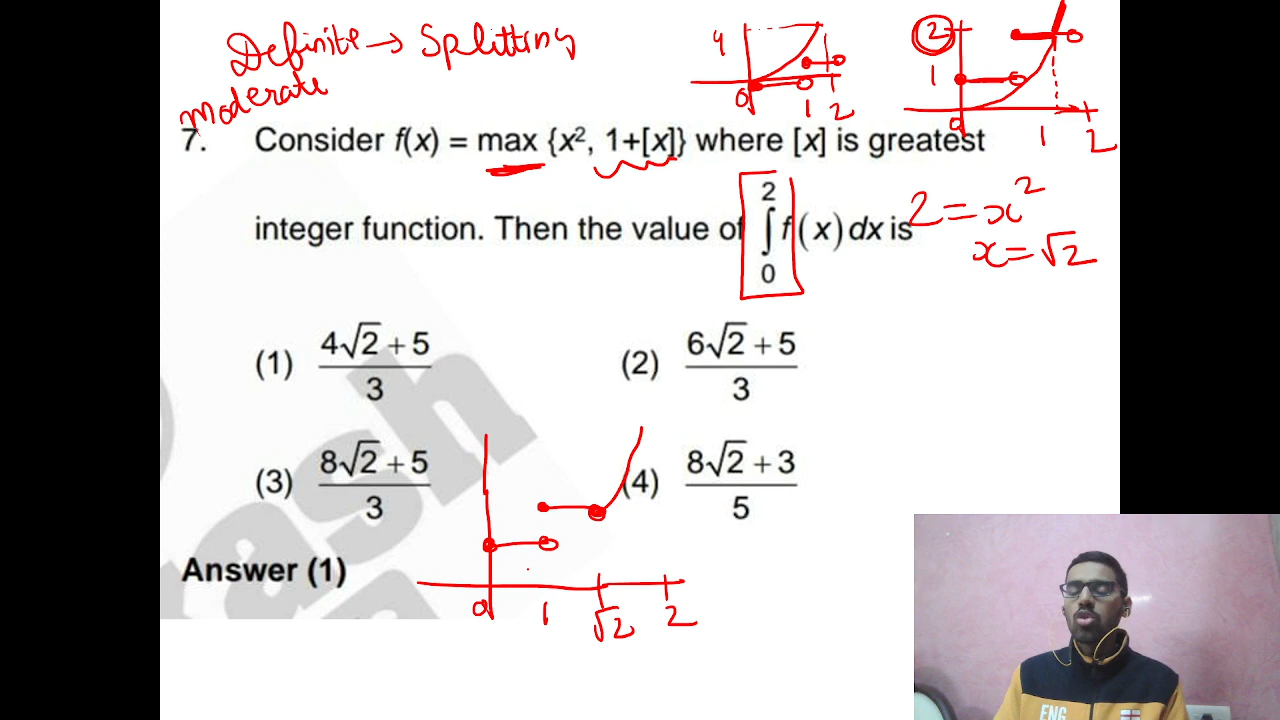 Definite → Splitting
moderate
4
0 1 2
2
1
0 1 2
7. Consider f(x) = max {x², 1+[x]} where [x] is greatest
integer function. Then the value of ∫₀² f(x) dx is
2 = x²
x = √2
(1) (4√2 + 5)/3 (2) (6√2 + 5)/3
(3) (8√2 + 5)/3 (4) (8√2 + 3)/5
Answer (1)
0 1 √2 2
ENG